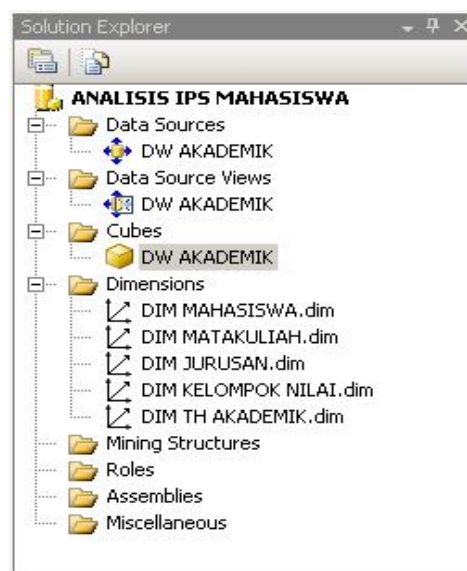 Solution Explorer
ANALISIS IPS MAHASISWA
Data Sources
DW AKADEMIK
Data Source Views
DW AKADEMIK
Cubes
DW AKADEMIK
Dimensions
DIM MAHASISWA.dim
DIM MATAKULIAH.dim
DIM JURUSAN.dim
DIM KELOMPOK NILAI.dim
DIM TH AKADEMIK.dim
Mining Structures
Roles
Assemblies
Miscellaneous